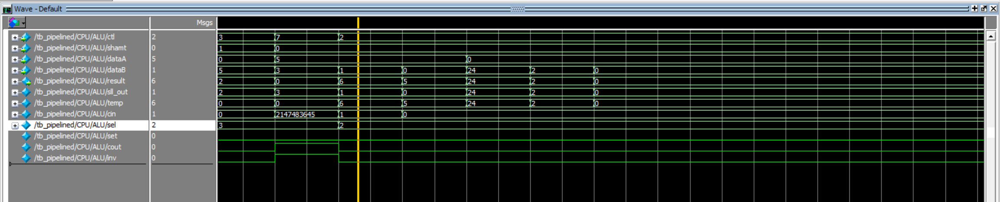 Wave - Default
Msgs
/tb_pipelined/CPU/ALU/ctl 2 3 7 2
/tb_pipelined/CPU/ALU/shamt 0 1 0
/tb_pipelined/CPU/ALU/dataA 5 0 5 0
/tb_pipelined/CPU/ALU/dataB 1 5 3 1 0 24 2 0
/tb_pipelined/CPU/ALU/result 6 2 0 6 5 24 2 0
/tb_pipelined/CPU/ALU/sll_out 1 2 3 1 0 24 2 0
/tb_pipelined/CPU/ALU/temp 6 0 0 6 5 24 2 0
/tb_pipelined/CPU/ALU/cin 1 0 2147483645 1 0
/tb_pipelined/CPU/ALU/sel 2 3 2
/tb_pipelined/CPU/ALU/set 0
/tb_pipelined/CPU/ALU/cout 0
/tb_pipelined/CPU/ALU/inv 0